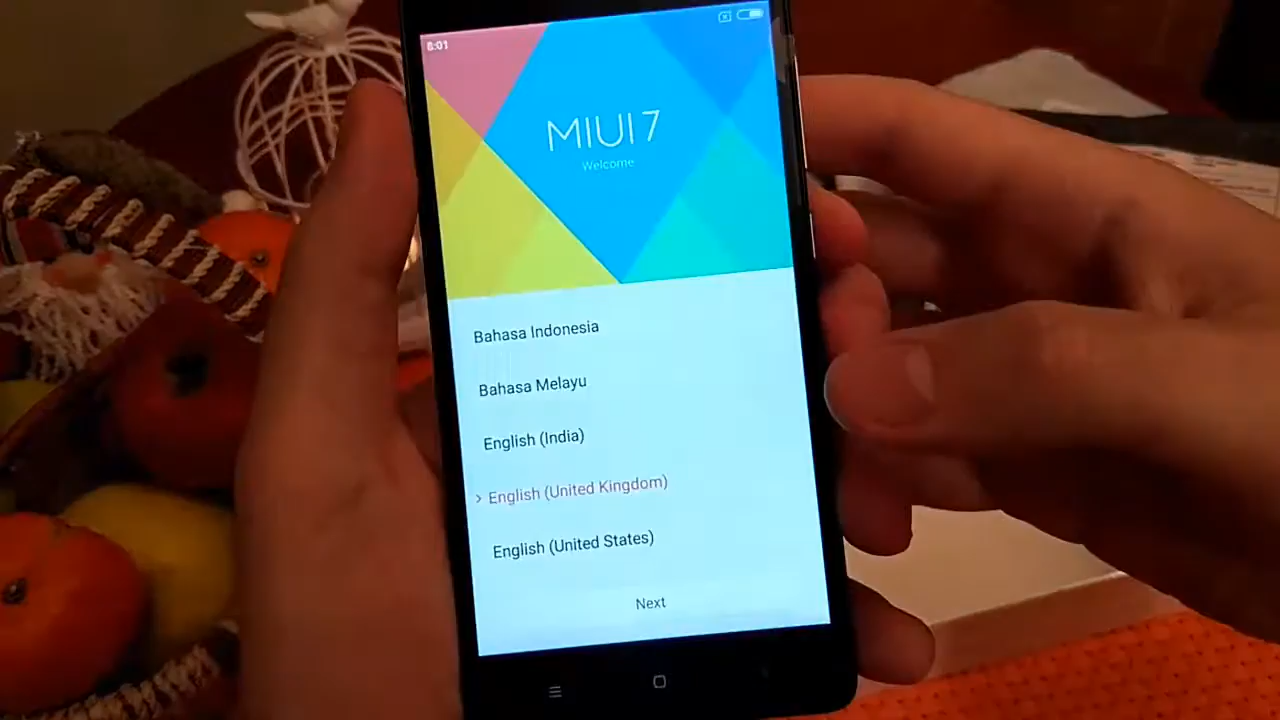 8:01
MIUI 7
Welcome
Bahasa Indonesia
Bahasa Melayu
English (India)
> English (United Kingdom)
English (United States)
Next